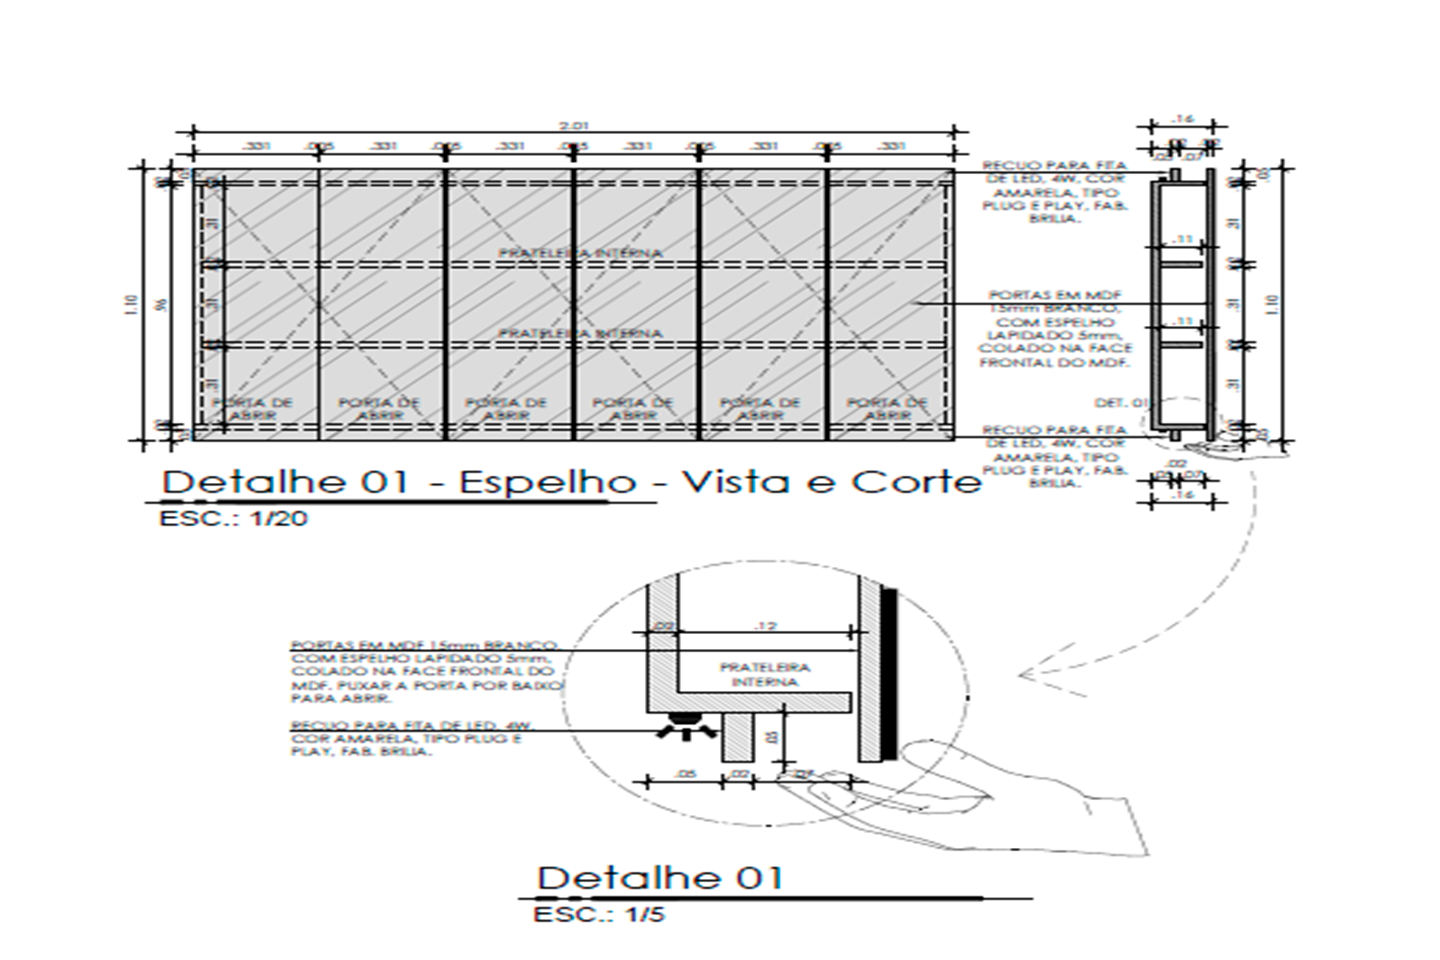 2.01
.331 .005 .331 .005 .331 .005 .331 .005 .331 .005 .331
.16
.05 .02 .07 .02
RECUO PARA FITA
DE LED, 4W, COR
AMARELA, TIPO
PLUG E PLAY, FAB.
BRILIA.
1.10
.96
.31
.31
.31
PRATELEIRA INTERNA
PRATELEIRA INTERNA
PORTA DE
ABRIR
PORTA DE
ABRIR
PORTA DE
ABRIR
PORTA DE
ABRIR
PORTA DE
ABRIR
PORTA DE
ABRIR
PORTAS EM MDF
15mm BRANCO,
COM ESPELHO
LAPIDADO 5mm,
COLADO NA FACE
FRONTAL DO MDF.
.11
.11
.31
.31
.31
.05
1.10
.05
DET. 01
RECUO PARA FITA
DE LED, 4W, COR
AMARELA, TIPO
PLUG E PLAY, FAB.
BRILIA.
.02
.05 .07
.16
Detalhe 01 - Espelho - Vista e Corte
ESC.: 1/20
PORTAS EM MDF 15mm BRANCO,
COM ESPELHO LAPIDADO 5mm,
COLADO NA FACE FRONTAL DO
MDF. PUXAR A PORTA POR BAIXO
PARA ABRIR.
RECUO PARA FITA DE LED, 4W,
COR AMARELA, TIPO PLUG E
PLAY, FAB. BRILIA.
.02 .12
PRATELEIRA
INTERNA
.05
.05 .02 .07
Detalhe 01
ESC.: 1/5